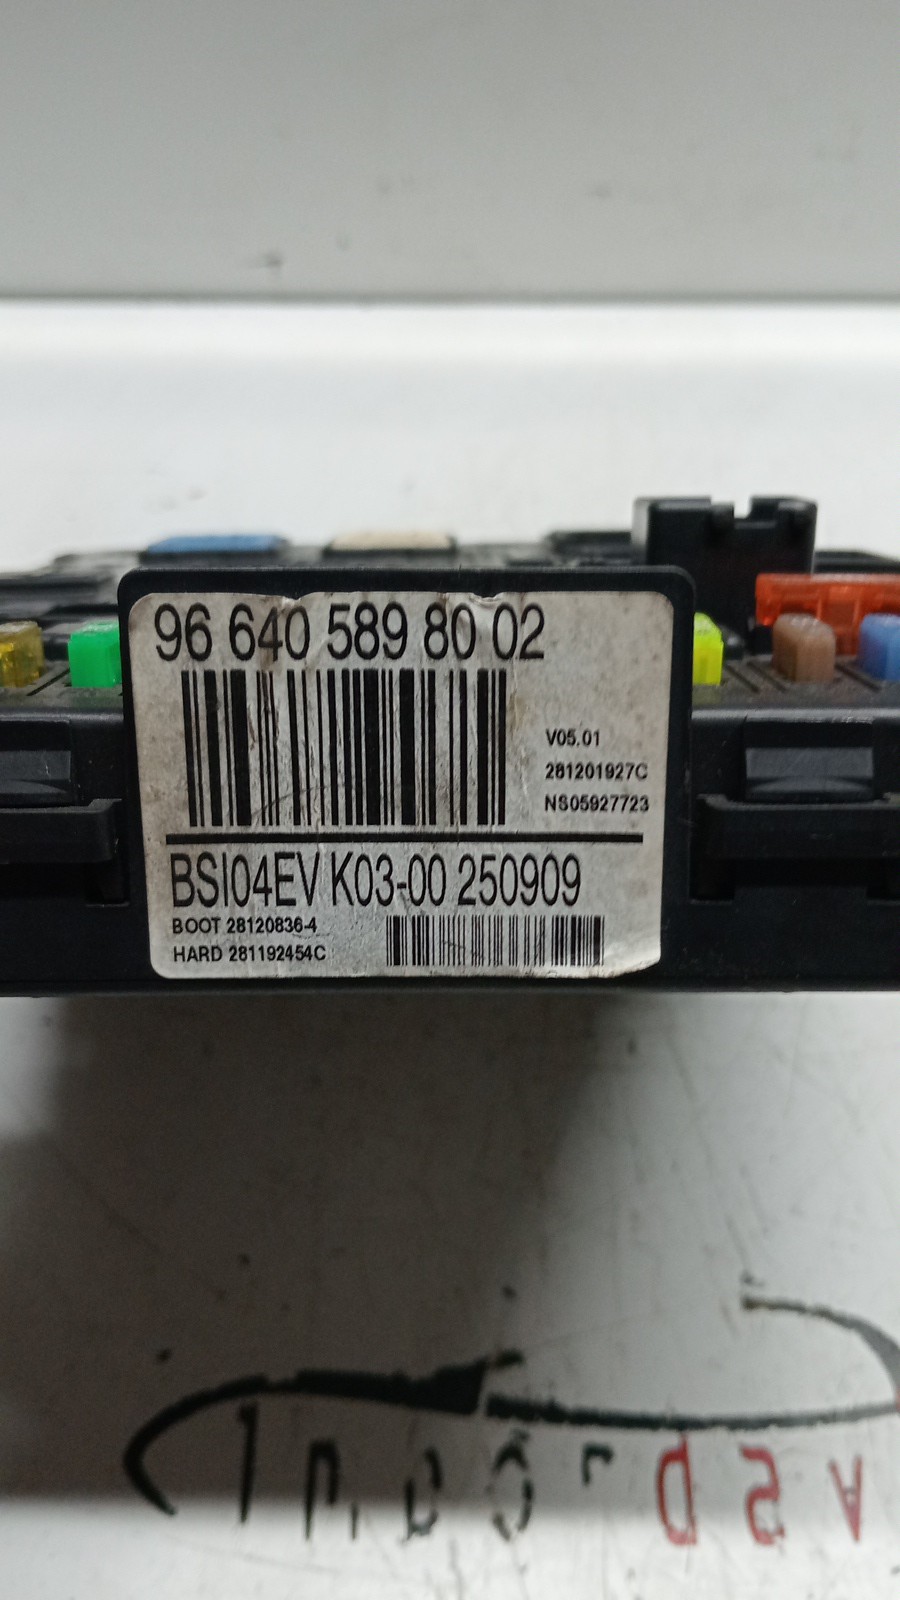 96 640 589 80 02
V05.01
281201927C
NS05927723
BSI04EV K03-00 250909
BOOT 28120836-4
HARD 281192454C